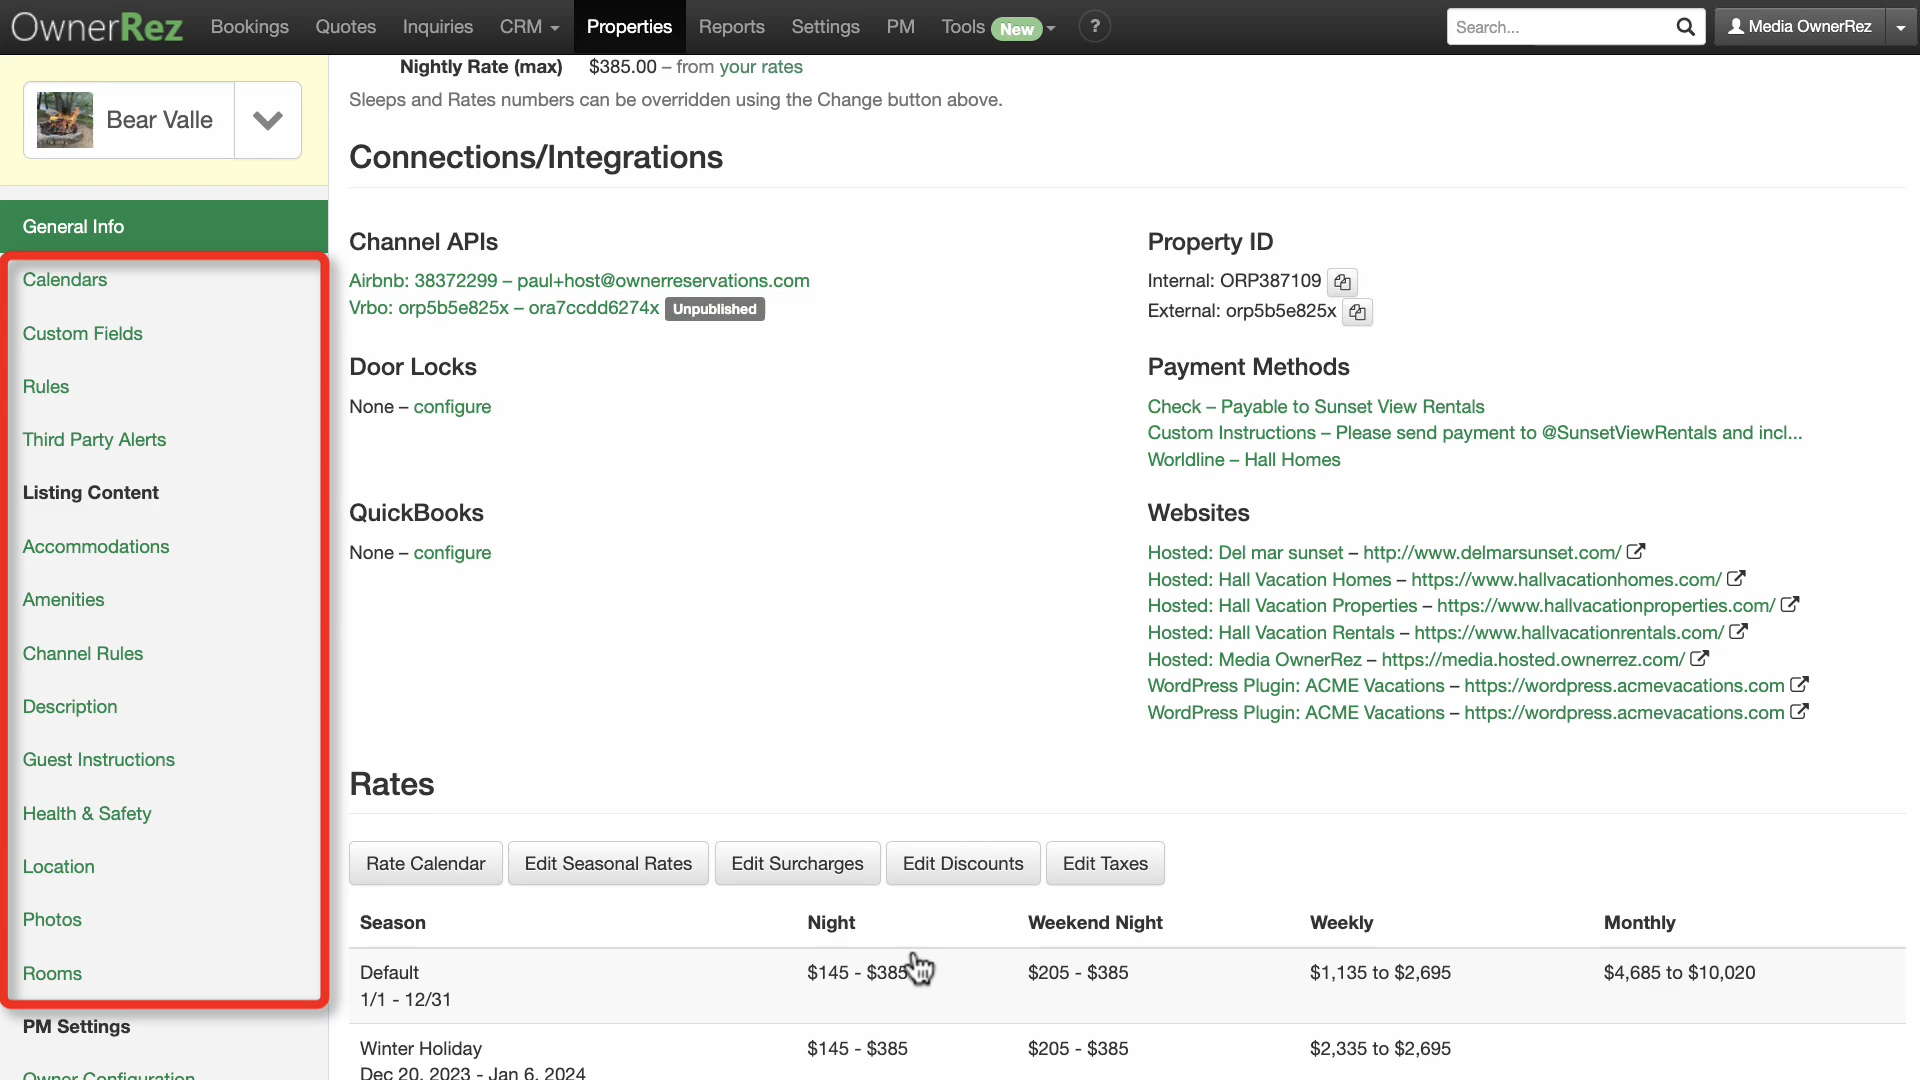 OwnerRez Bookings Quotes Inquiries CRM Properties Reports Settings PM Tools New ? Search... Media OwnerRez
Bear Valle
General Info
Calendars
Custom Fields
Rules
Third Party Alerts
Listing Content
Accommodations
Amenities
Channel Rules
Description
Guest Instructions
Health & Safety
Location
Photos
Rooms
PM Settings
Owner Configuration
Nightly Rate (max) $385.00 – from your rates
Sleeps and Rates numbers can be overridden using the Change button above.
Connections/Integrations
Channel APIs
Airbnb: 38372299 – paul+host@ownerreservations.com
Vrbo: orp5b5e825x – ora7ccdd6274x Unpublished
Property ID
Internal: ORP387109
External: orp5b5e825x
Door Locks
None – configure
Payment Methods
Check – Payable to Sunset View Rentals
Custom Instructions – Please send payment to @SunsetViewRentals and incl...
Worldline – Hall Homes
QuickBooks
None – configure
Websites
Hosted: Del mar sunset – http://www.delmarsunset.com/
Hosted: Hall Vacation Homes – https://www.hallvacationhomes.com/
Hosted: Hall Vacation Properties – https://www.hallvacationproperties.com/
Hosted: Hall Vacation Rentals – https://www.hallvacationrentals.com/
Hosted: Media OwnerRez – https://media.hosted.ownerrez.com/
WordPress Plugin: ACME Vacations – https://wordpress.acmevacations.com
WordPress Plugin: ACME Vacations – https://wordpress.acmevacations.com
Rates
Rate Calendar Edit Seasonal Rates Edit Surcharges Edit Discounts Edit Taxes
Season Night Weekend Night Weekly Monthly
Default $145 - $385 $205 - $385 $1,135 to $2,695 $4,685 to $10,020
1/1 - 12/31
Winter Holiday $145 - $385 $205 - $385 $2,335 to $2,695
Dec 20, 2023 - Jan 6, 2024